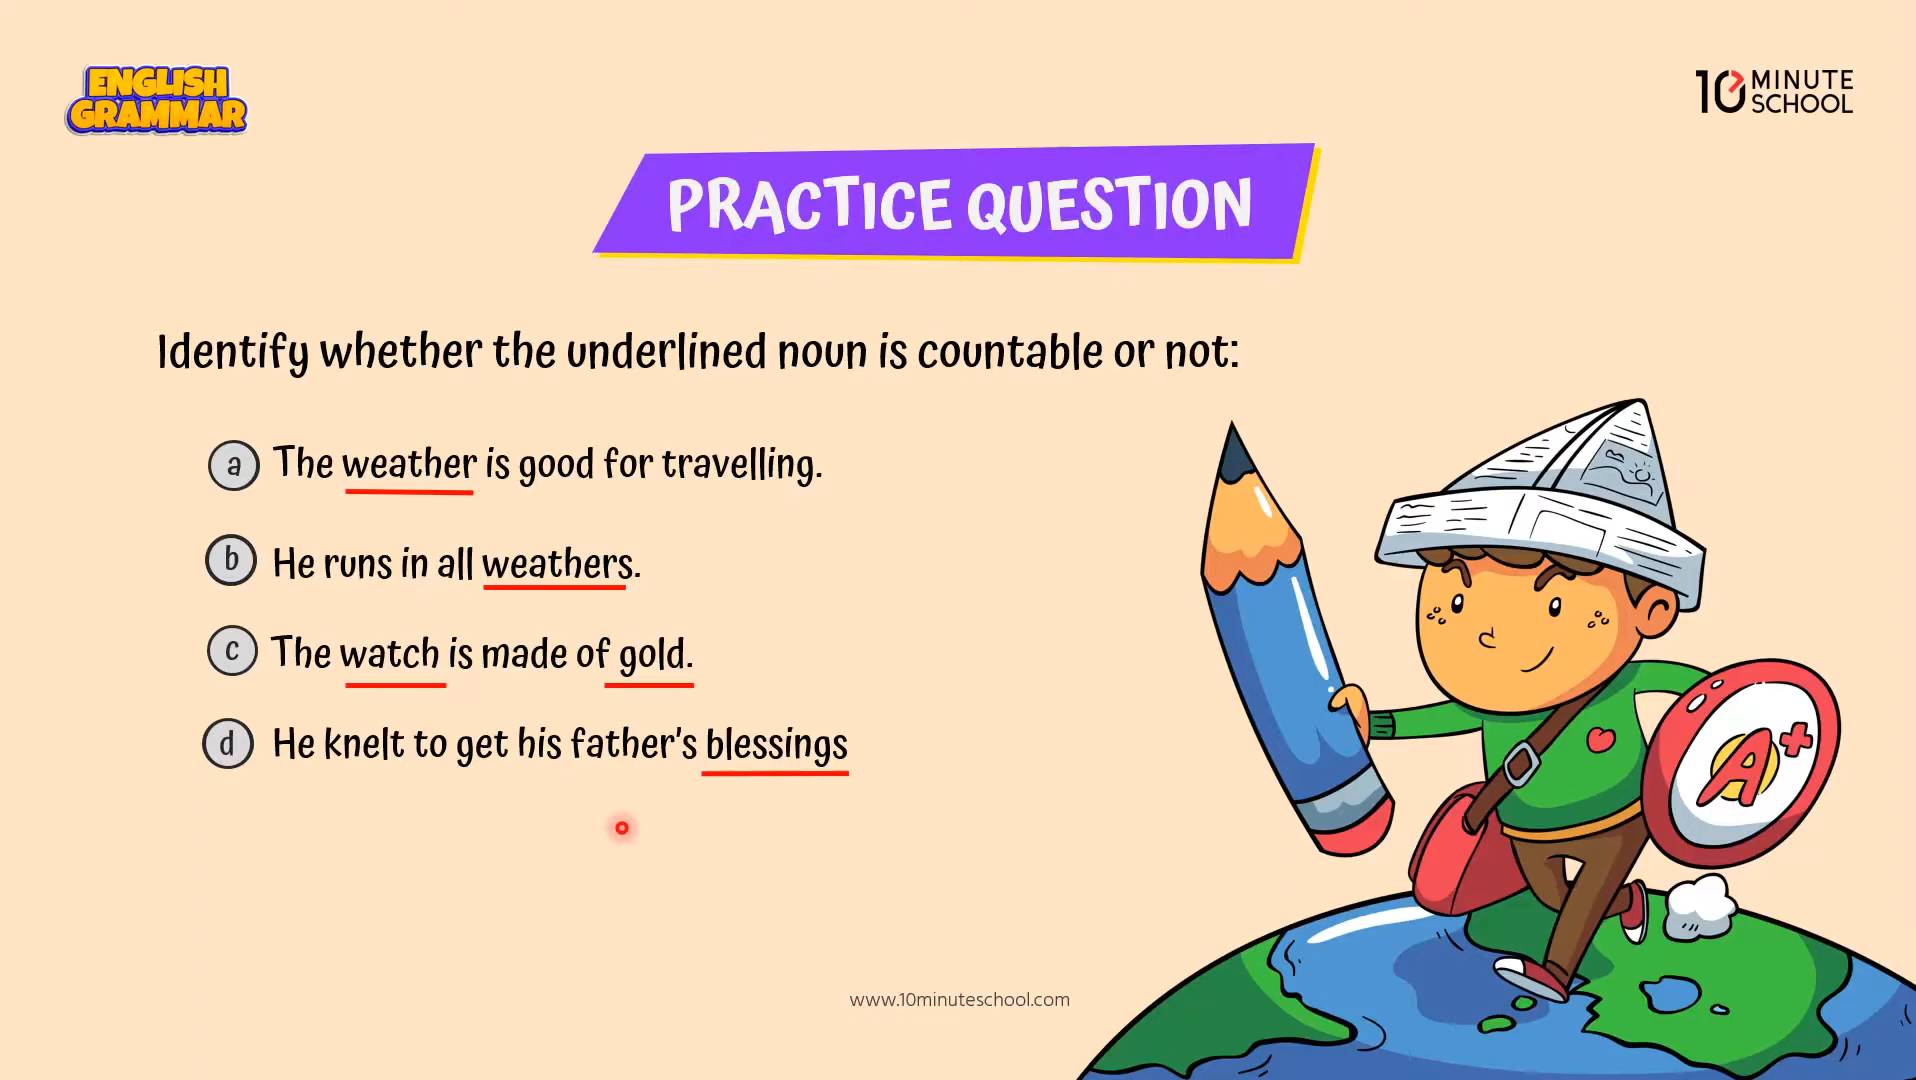 ENGLISH
GRAMMAR
10 MINUTE
SCHOOL
PRACTICE QUESTION
Identify whether the underlined noun is countable or not:
a The weather is good for travelling.
b He runs in all weathers.
c The watch is made of gold.
d He knelt to get his father's blessings
A+
www.10minuteschool.com